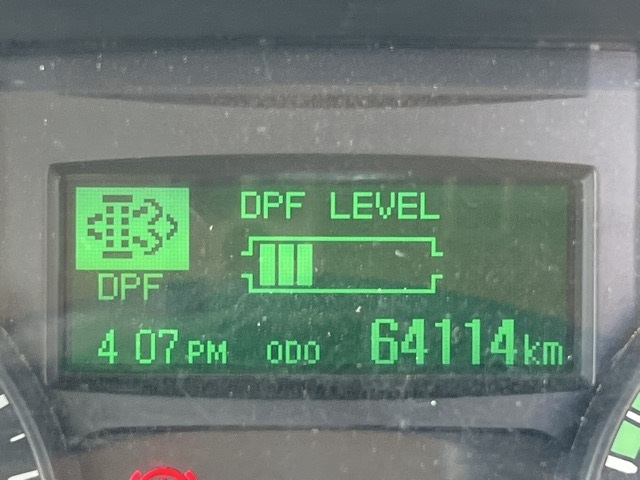 DPF LEVEL
DPF
4 07 PM ODO 64114 km